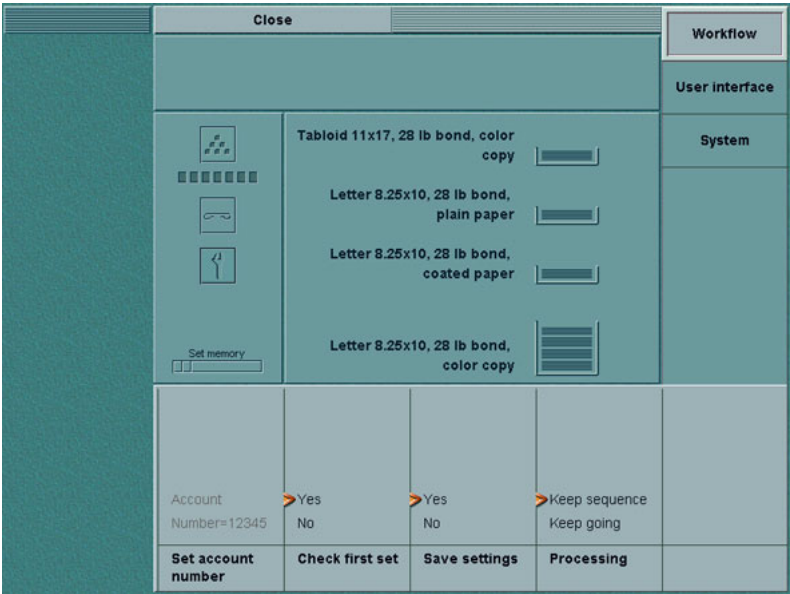 Close
Workflow
User interface
System
Tabloid 11x17, 28 lb bond, color
copy
Letter 8.25x10, 28 lb bond,
plain paper
Letter 8.25x10, 28 lb bond,
coated paper
Set memory
Letter 8.25x10, 28 lb bond,
color copy
Account
Number=12345
Yes
No
Yes
No
Keep sequence
Keep going
Set account
number
Check first set
Save settings
Processing